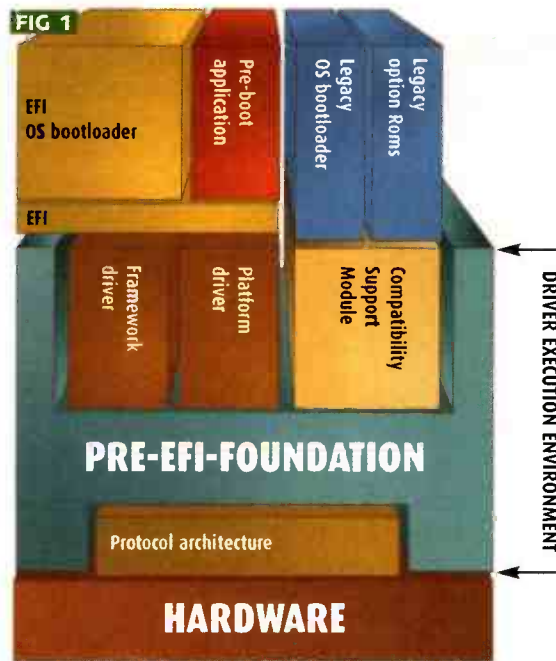 FIG 1
EFI
OS bootloader
Pre-boot
application
Legacy
OS bootloader
Legacy
option Roms
EFI
Framework
driver
Platform
driver
Compatibility
Support
Module
PRE-EFI-FOUNDATION
Protocol architecture
HARDWARE
DRIVER EXECUTION ENVIRONMENT